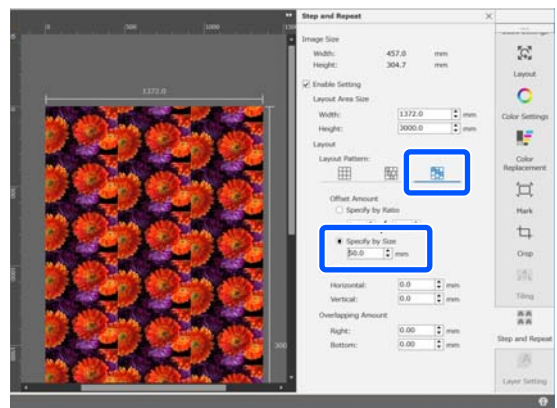 Step and Repeat
0
500
1000
1372.0
Image Size
Width: 457.0 mm
Height: 304.7 mm
Enable Setting
Layout Area Size
Width: 1372.0 mm
Height: 3000.0 mm
Layout
Layout Pattern:
Offset Amount
Specify by Ratio
Specify by Size
50.0 mm
Horizontal: 0.0 mm
Vertical: 0.0 mm
Overlapping Amount
Right: 0.00 mm
Bottom: 0.00 mm
Layout
Color Settings
Color
Replacement
Mark
Crop
Tiling
Step and Repeat
Layer Setting